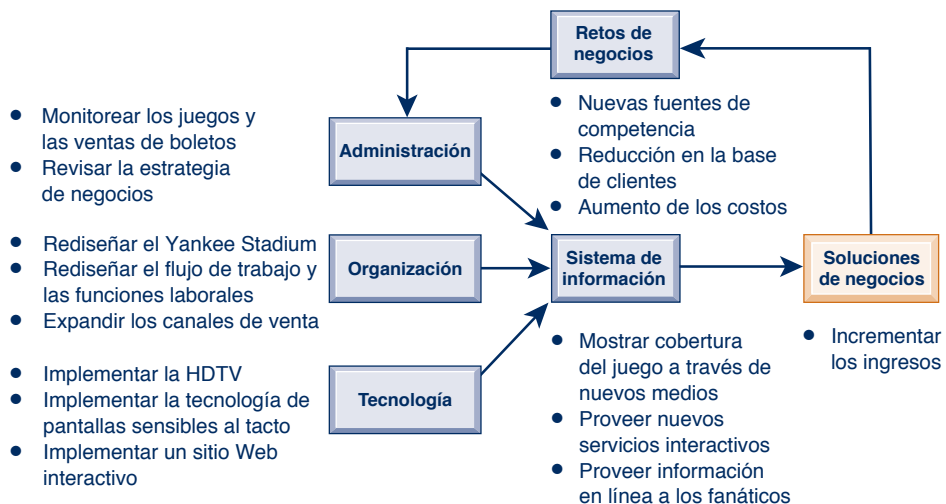 Retos de
negocios
• Nuevas fuentes de
competencia
• Reducción en la base
de clientes
• Aumento de los costos
• Monitorear los juegos y
las ventas de boletos
• Revisar la estrategia
de negocios
Administración
• Rediseñar el Yankee Stadium
• Rediseñar el flujo de trabajo y
las funciones laborales
• Expandir los canales de venta
Organización
Sistema de
información
Soluciones
de negocios
• Incrementar
los ingresos
• Implementar la HDTV
• Implementar la tecnología de
pantallas sensibles al tacto
• Implementar un sitio Web
interactivo
Tecnología
• Mostrar cobertura
del juego a través de
nuevos medios
• Proveer nuevos
servicios interactivos
• Proveer información
en línea a los fanáticos